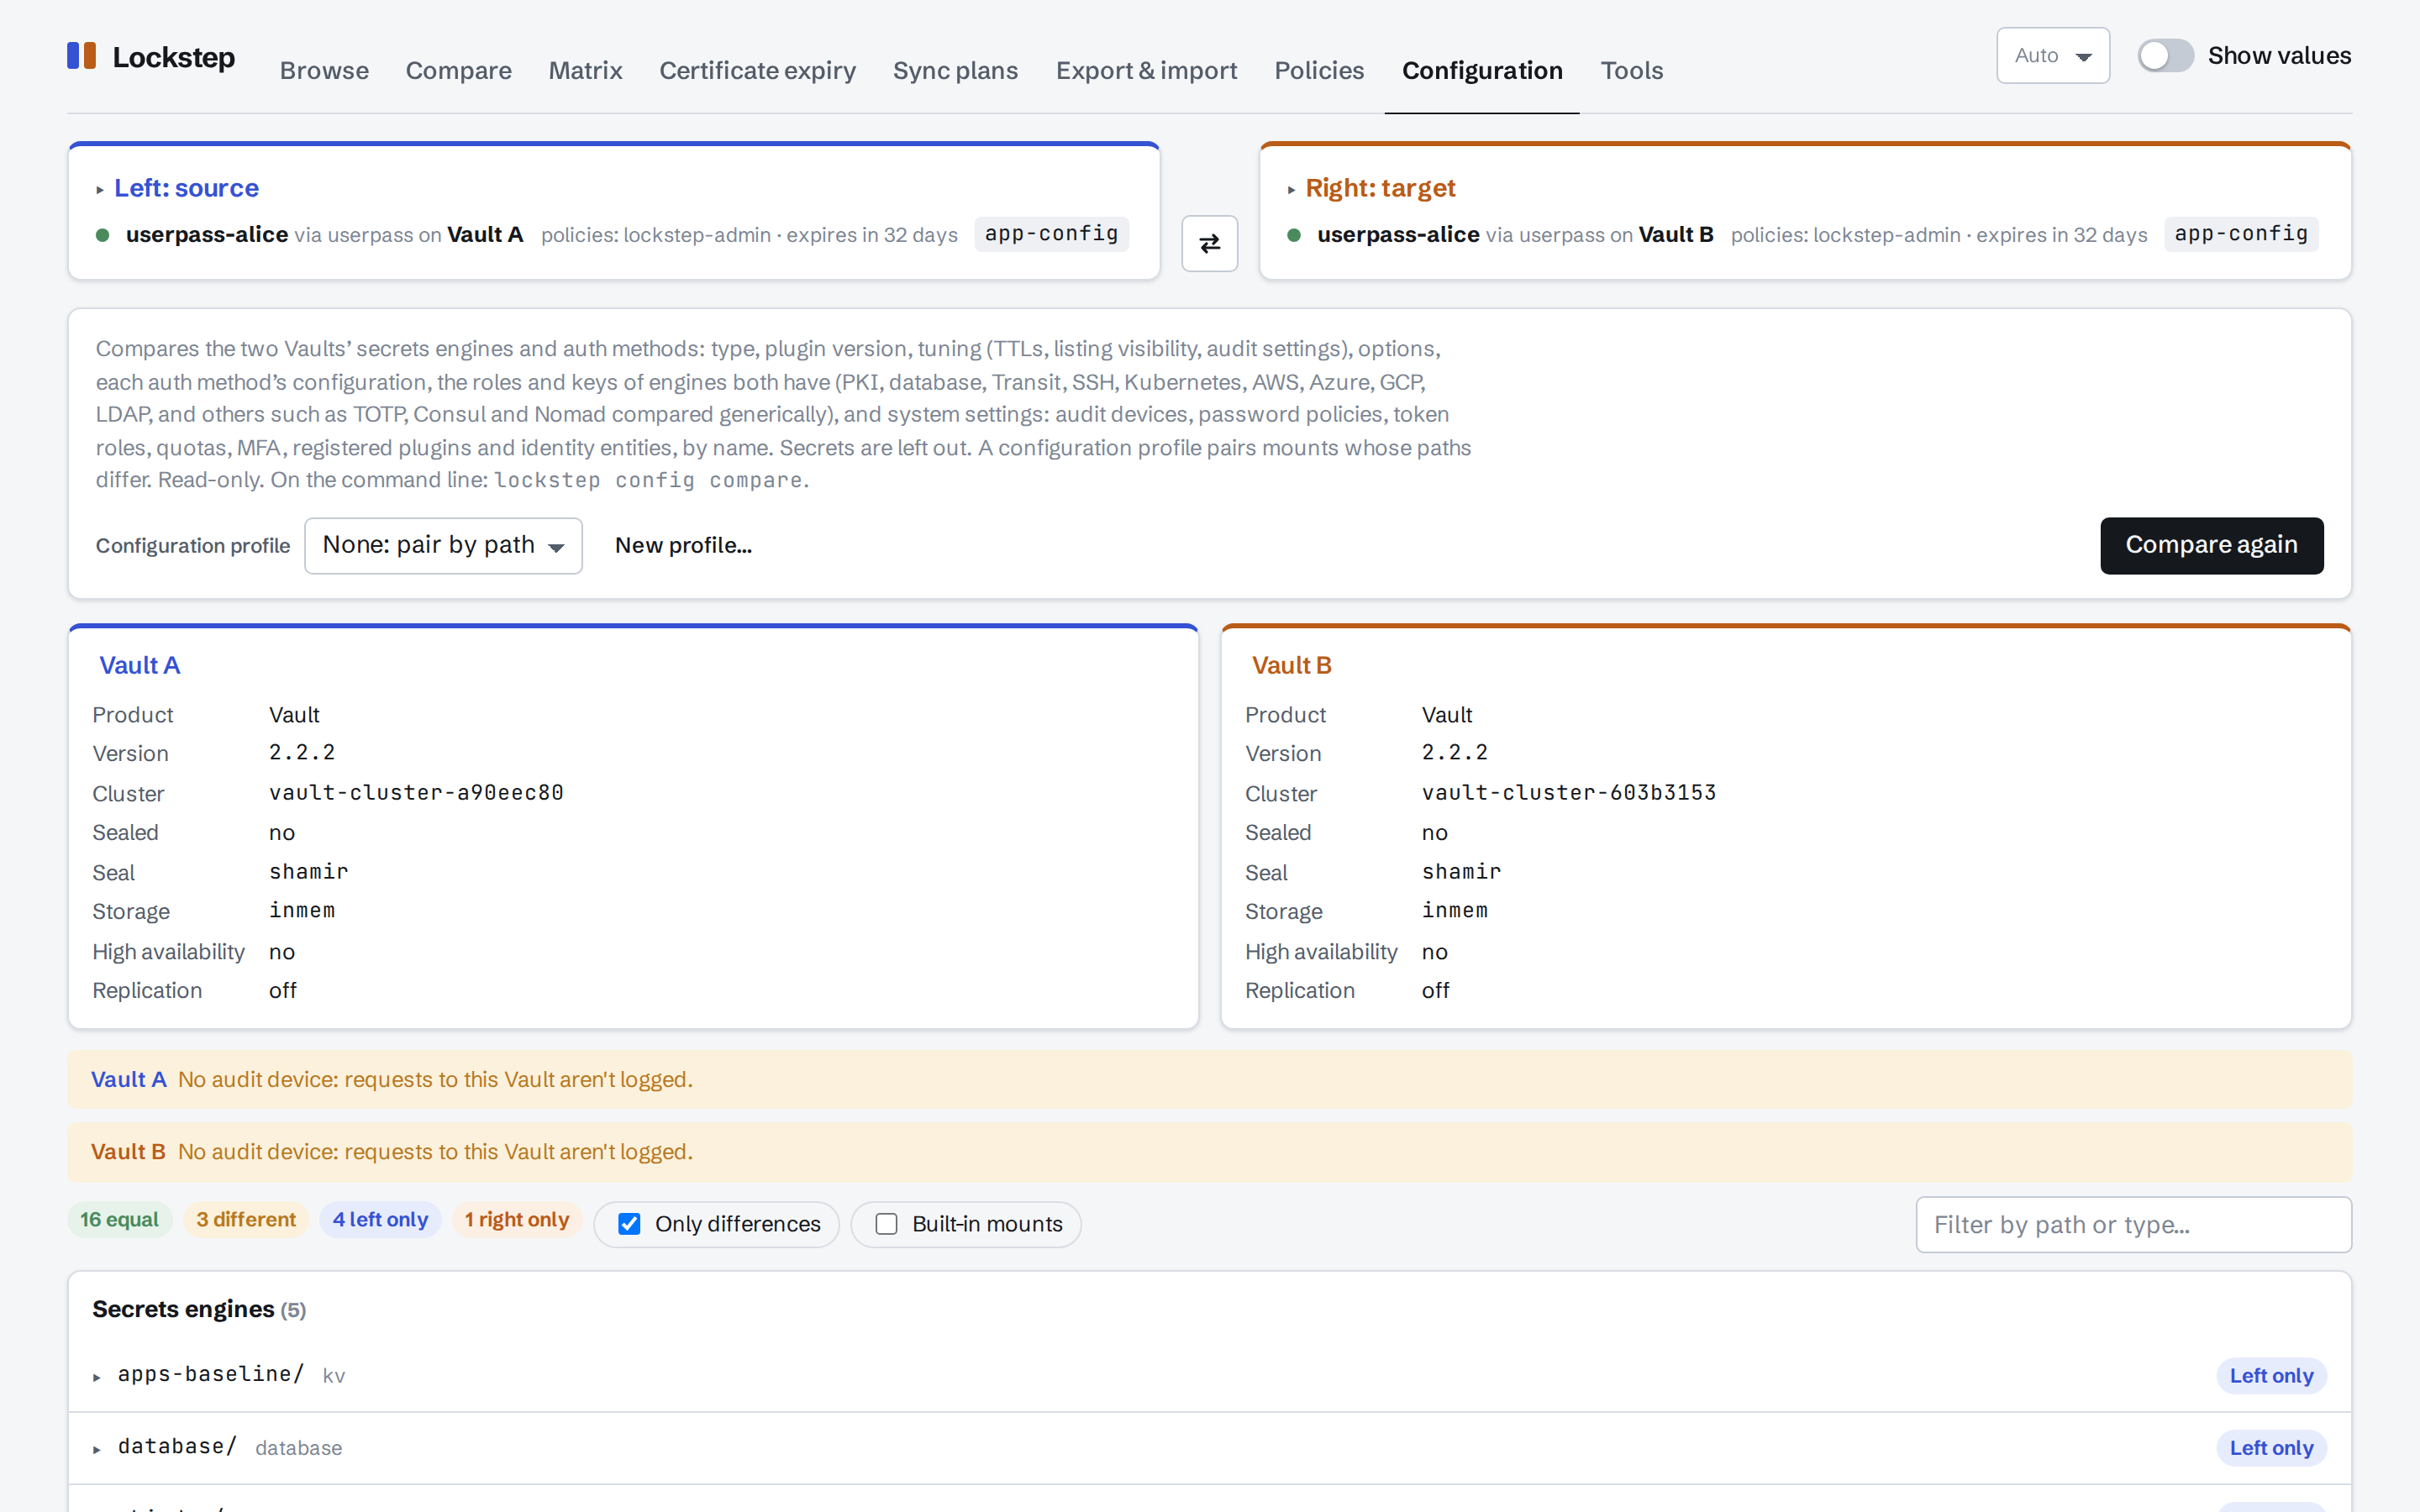 Lockstep
Browse
Compare
Matrix
Certificate expiry
Sync plans
Export & import
Policies
Configuration
Tools
Auto
Show values
Left: source
userpass-alice via userpass on Vault A policies: lockstep-admin · expires in 32 days app-config
Right: target
userpass-alice via userpass on Vault B policies: lockstep-admin · expires in 32 days app-config
Compares the two Vaults’ secrets engines and auth methods: type, plugin version, tuning (TTLs, listing visibility, audit settings), options,
each auth method’s configuration, the roles and keys of engines both have (PKI, database, Transit, SSH, Kubernetes, AWS, Azure, GCP,
LDAP, and others such as TOTP, Consul and Nomad compared generically), and system settings: audit devices, password policies, token
roles, quotas, MFA, registered plugins and identity entities, by name. Secrets are left out. A configuration profile pairs mounts whose paths
differ. Read-only. On the command line: lockstep config compare.
Configuration profile None: pair by path New profile… Compare again
Vault A
Product Vault
Version 2.2.2
Cluster vault-cluster-a90eec80
Sealed no
Seal shamir
Storage inmem
High availability no
Replication off
Vault B
Product Vault
Version 2.2.2
Cluster vault-cluster-603b3153
Sealed no
Seal shamir
Storage inmem
High availability no
Replication off
Vault A No audit device: requests to this Vault aren't logged.
Vault B No audit device: requests to this Vault aren't logged.
16 equal 3 different 4 left only 1 right only Only differences Built-in mounts Filter by path or type…
Secrets engines (5)
apps-baseline/ kv Left only
database/ database Left only